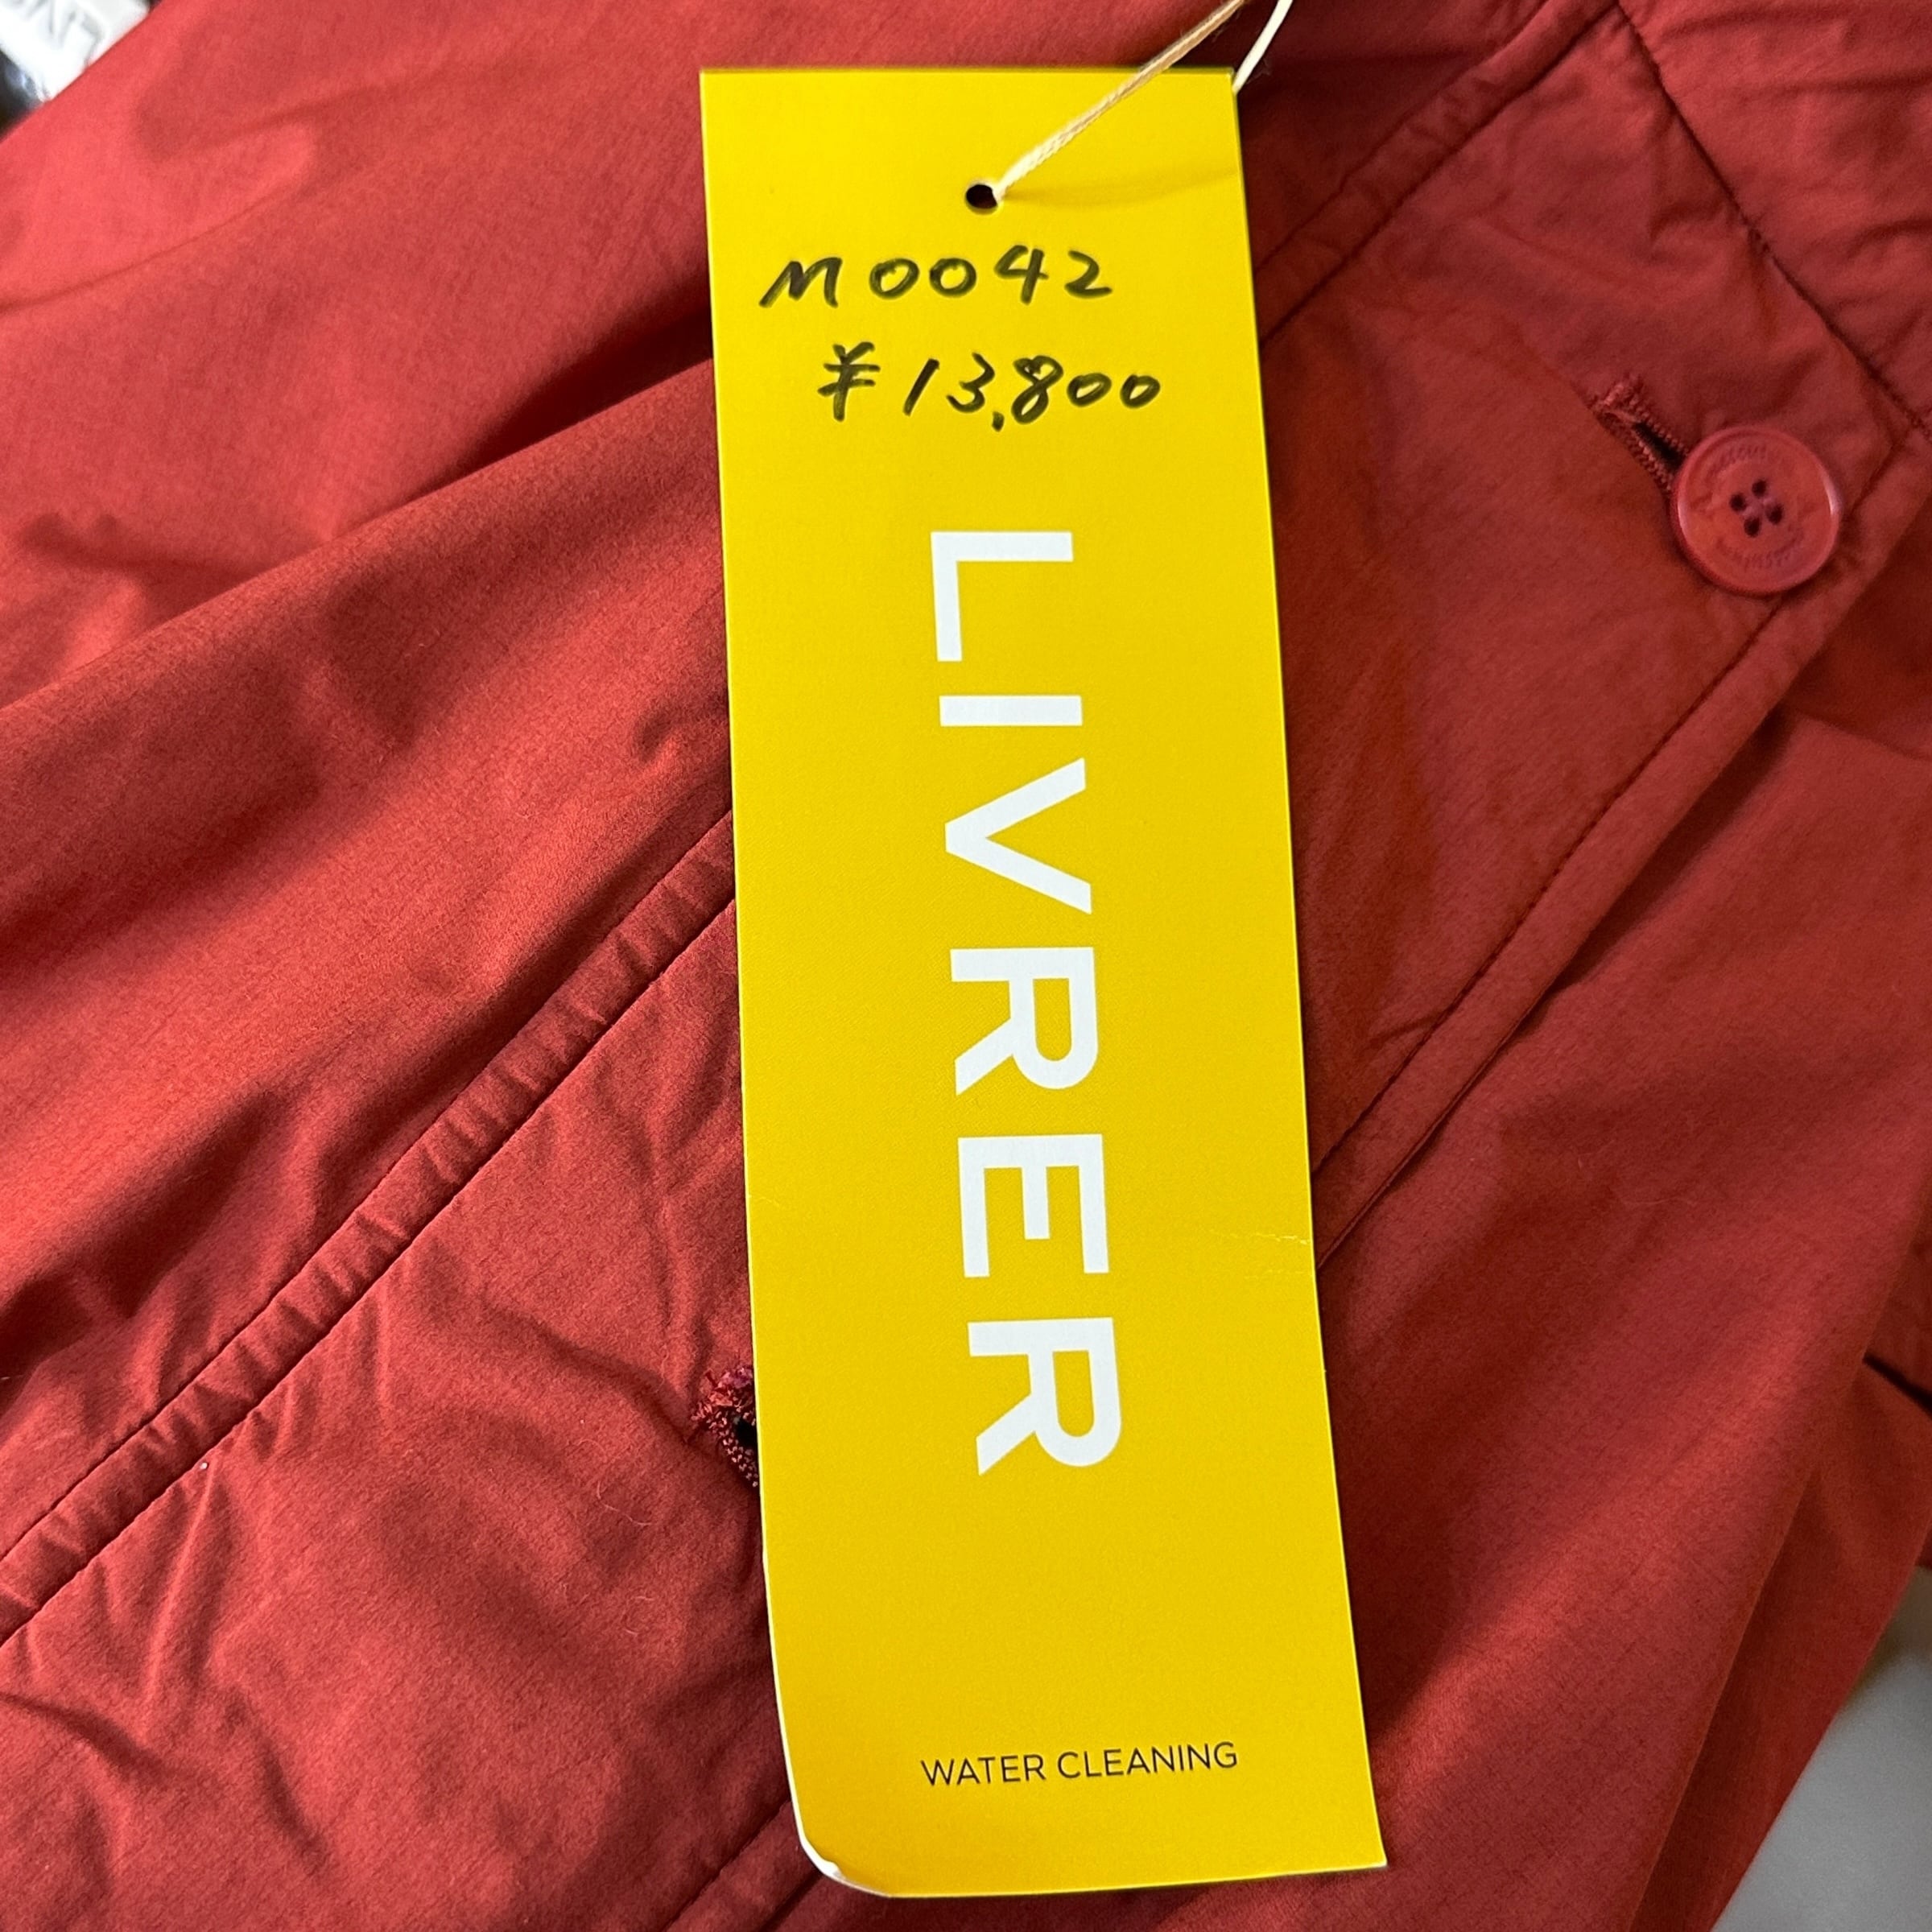 M0042
¥13,800
LIVRER
WATER CLEANING